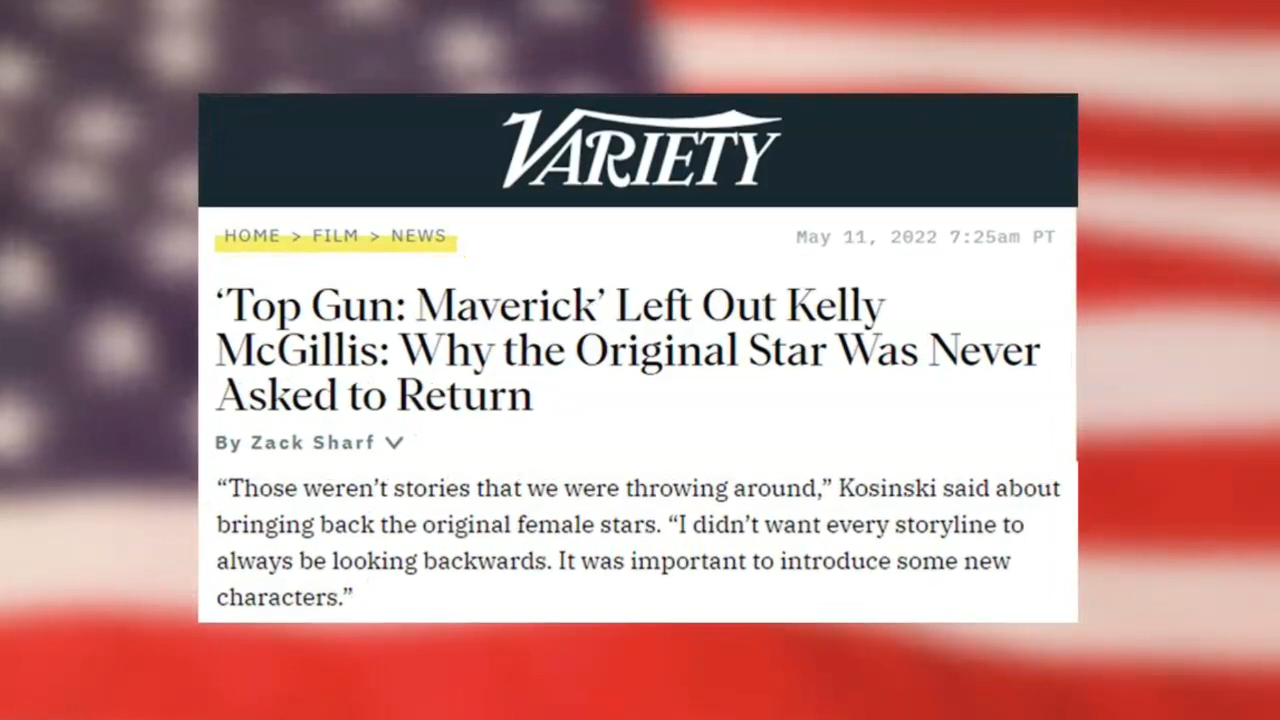 VARIETY
HOME > FILM > NEWS
May 11, 2022 7:25am PT
‘Top Gun: Maverick’ Left Out Kelly
McGillis: Why the Original Star Was Never
Asked to Return
By Zack Sharf
“Those weren’t stories that we were throwing around,” Kosinski said about
bringing back the original female stars. “I didn’t want every storyline to
always be looking backwards. It was important to introduce some new
characters.”